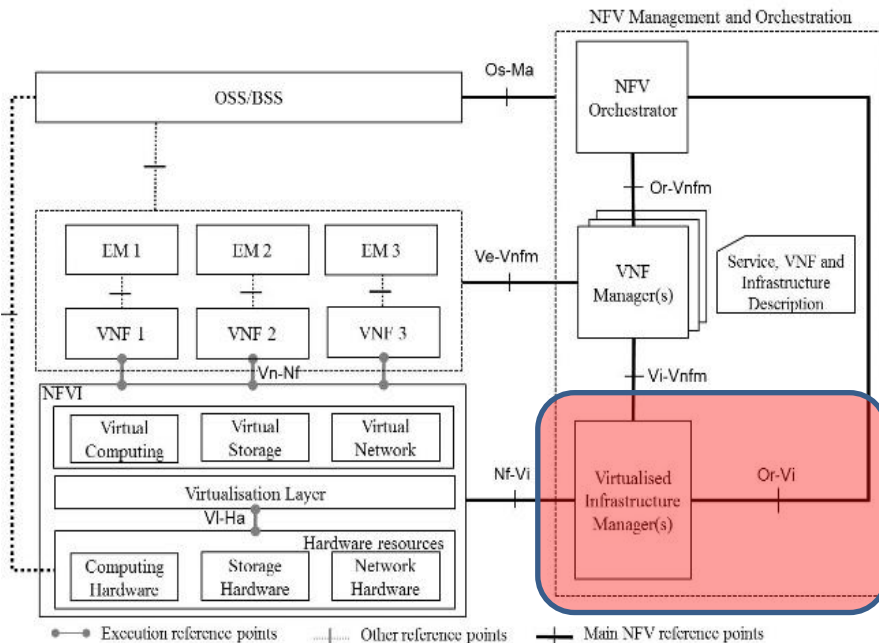 NFV Management and Orchestration
Os-Ma
OSS/BSS
NFV
Orchestrator
Or-Vnfm
EM 1
EM 2
EM 3
Ve-Vnfm
VNF
Manager(s)
Service, VNF and
Infrastructure
Description
VNF 1
VNF 2
VNF 3
Vn-Nf
Vi-Vnfm
NFVI
Virtual
Computing
Virtual
Storage
Virtual
Network
Virtualisation Layer
Nf-Vi
Virtualised
Infrastructure
Manager(s)
Or-Vi
Vl-Ha
Hardware resources
Computing
Hardware
Storage
Hardware
Network
Hardware
Execution reference points
Other reference points
Main NFV reference points